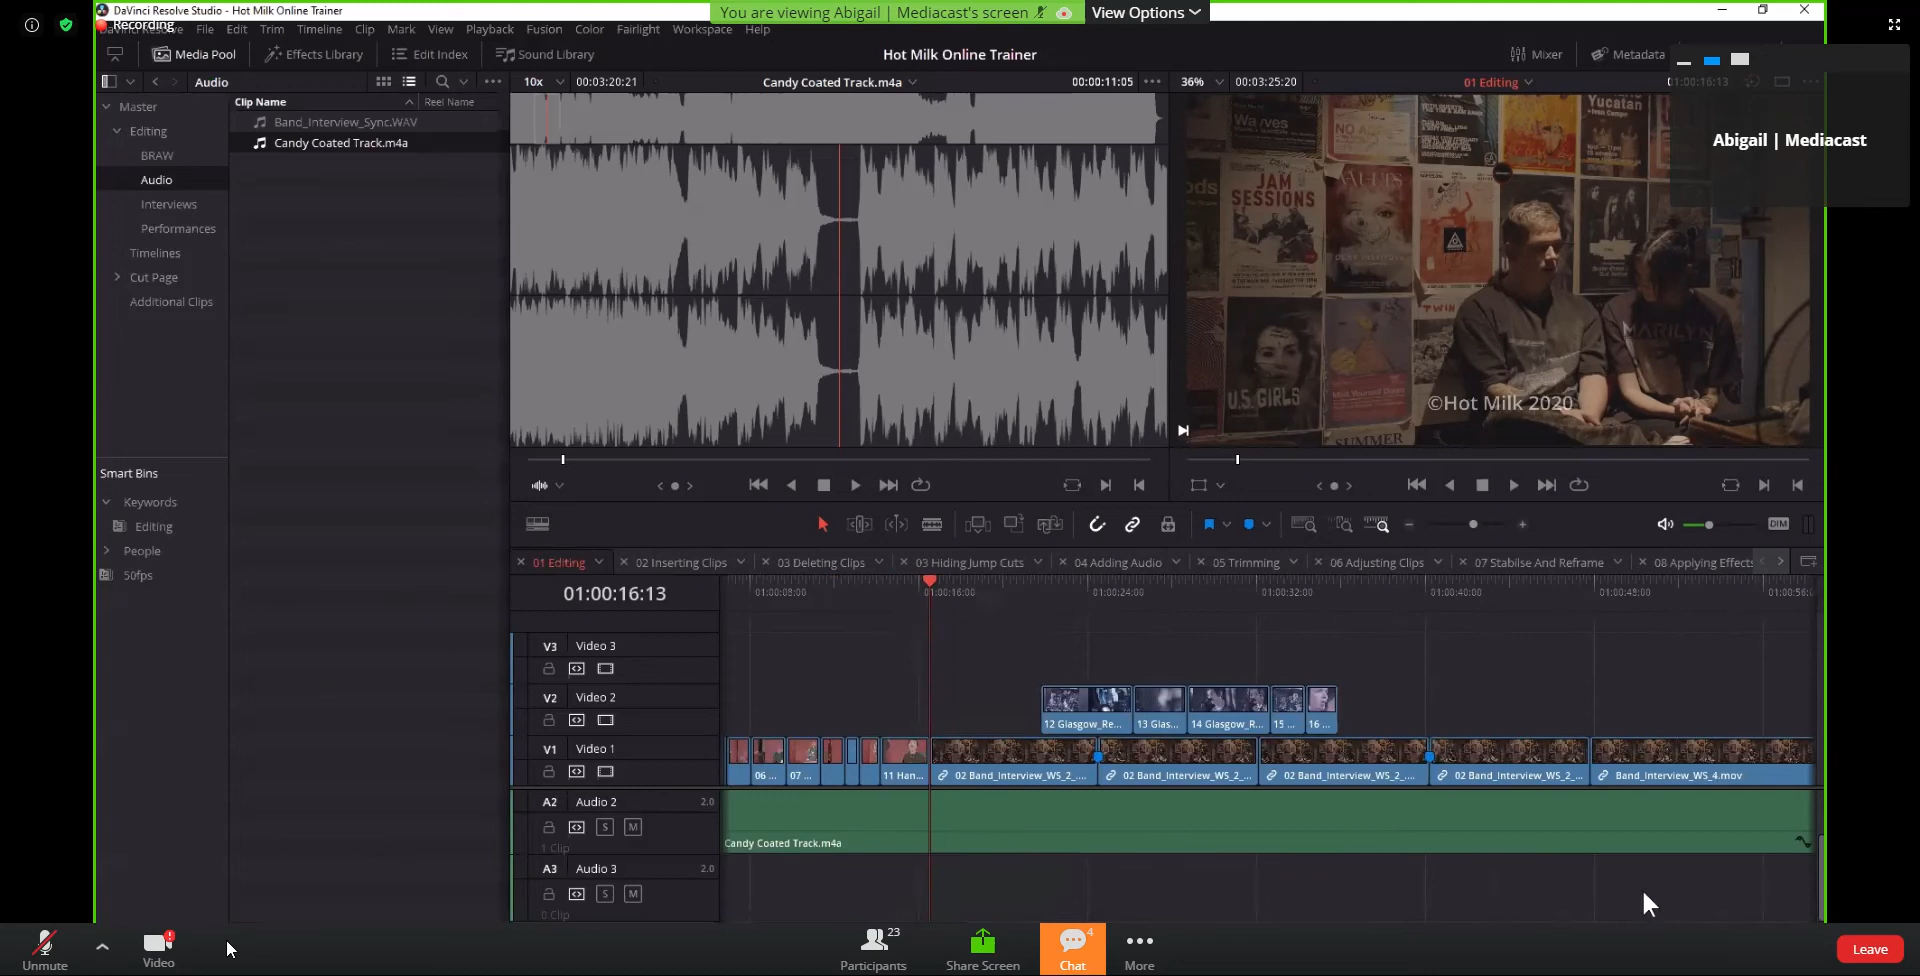 DaVinci Resolve Studio - Hot Milk Online Trainer
You are viewing Abigail | Mediacast's screen
View Options
Recording
File Edit Trim Timeline Clip Mark View Playback Fusion Color Fairlight Workspace Help
Media Pool Effects Library Edit Index Sound Library
Hot Milk Online Trainer
Mixer Metadata
Audio
10x 00:03:20:21 Candy Coated Track.m4a 00:00:11:05
36% 00:03:25:20 01 Editing 01:00:16:13
Master
Editing
BRAW
Audio
Interviews
Performances
Timelines
Cut Page
Additional Clips
Clip Name Reel Name
Band_Interview_Sync.WAV
Candy Coated Track.m4a
Abigail | Mediacast
Yucatan
JAM
SESSIONS
MARILYN
U.S. GIRLS
SUMMER
©Hot Milk 2020
Smart Bins
Keywords
Editing
People
50fps
DIM
01 Editing 02 Inserting Clips 03 Deleting Clips 03 Hiding Jump Cuts 04 Adding Audio 05 Trimming 06 Adjusting Clips 07 Stabilse And Reframe 08 Applying Effects
01:00:16:13
01:00:08:00 01:00:16:00 01:00:24:00 01:00:32:00 01:00:40:00 01:00:48:00 01:00:56:0
V3 Video 3
V2 Video 2
12 Glasgow_Re... 13 Glas... 14 Glasgow_R... 15 ... 16 ...
V1 Video 1
06 ... 07 ... 11 Han... 02 Band_Interview_WS_2_... 02 Band_Interview_WS_2_... 02 Band_Interview_WS_2_... 02 Band_Interview_WS_2_... Band_Interview_WS_4.mov
A2 Audio 2 2.0
S M
1 Clip
Candy Coated Track.m4a
A3 Audio 3 2.0
S M
0 Clip
Unmute
Video
Participants 23
Share Screen
Chat 4
More
Leave